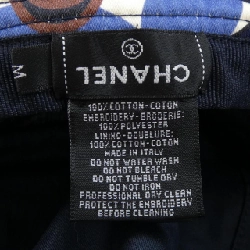 CHANEL
M
100% COTTON - COTON
EMBROIDERY - BRODERIE:
100% POLYESTER
LINING - DOUBLURE:
100% COTTON - COTON
MADE IN ITALY
DO NOT WATER WASH
DO NOT BLEACH
DO NOT TUMBLE DRY
DO NOT IRON
PROFESSIONAL DRY CLEAN
PROTECT EMBROIDERY
BEFORE CLEANING